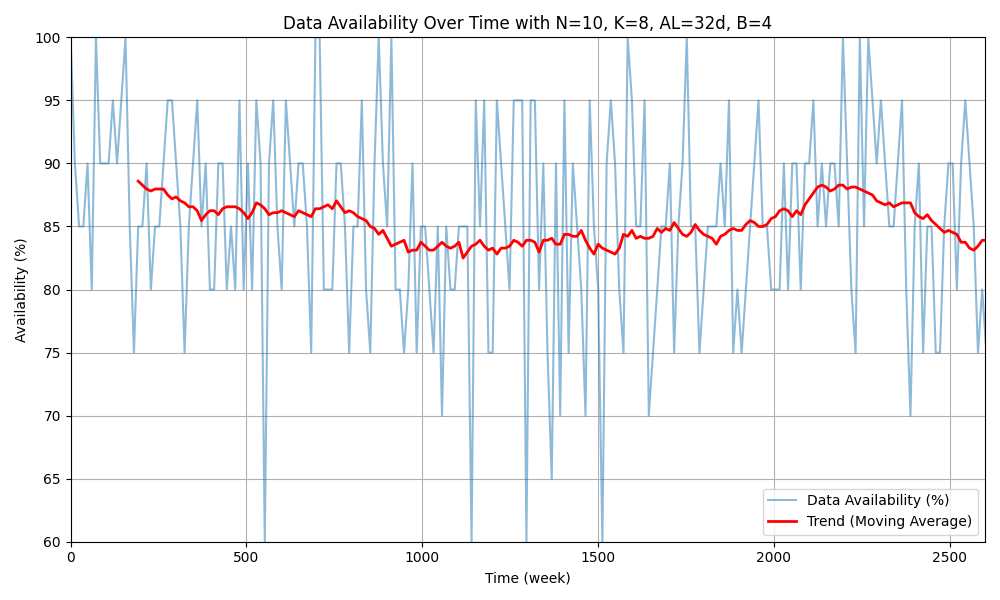 Data Availability Over Time with N=10, K=8, AL=32d, B=4
Availability (%)
100
95
90
85
80
75
70
65
60
0 500 1000 1500 2000 2500
Time (week)
Data Availability (%)
Trend (Moving Average)